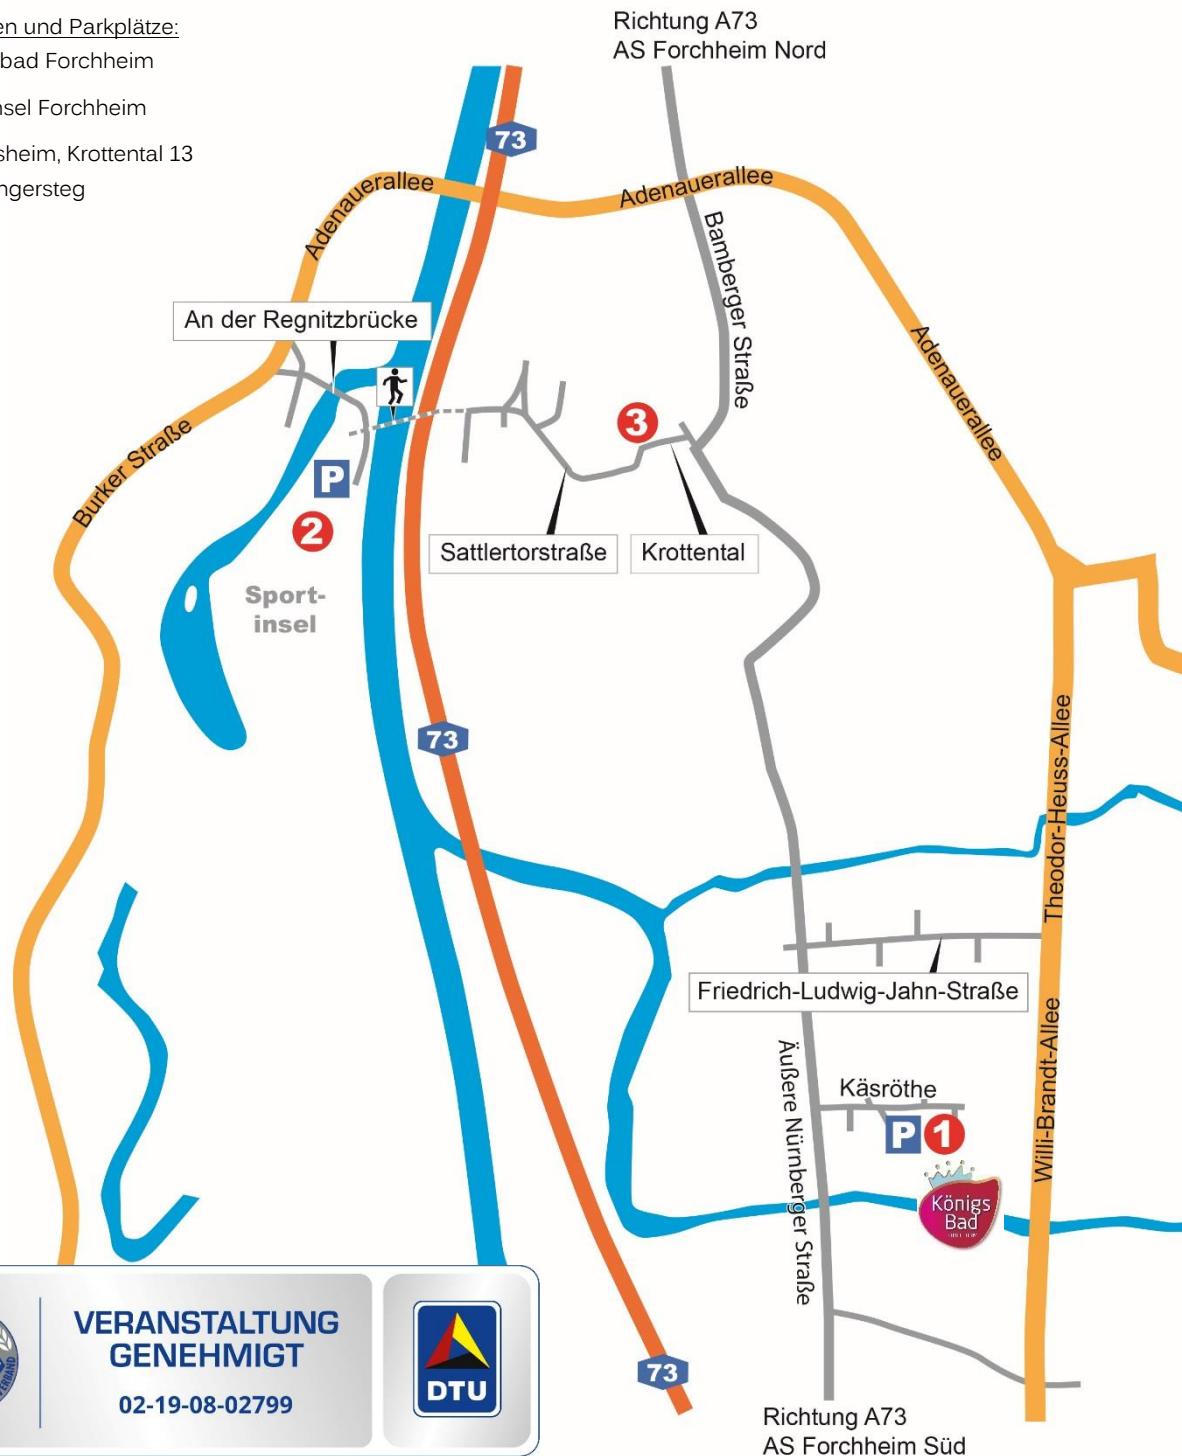 en und Parkplätze:
bad Forchheim
nsel Forchheim
sheim, Krottental 13
ngersteg
Richtung A73
AS Forchheim Nord
73
Adenauerallee
Adenauerallee
Bamberger Straße
An der Regnitzbrücke
Adenauerallee
Burker Straße
P
2
3
Sattlertorstraße
Krottental
Sport-
insel
73
Theodor-Heuss-Allee
Friedrich-Ludwig-Jahn-Straße
Äußere Nürnberger Straße
Käsröthe
P
1
Willi-Brandt-Allee
Königs
Bad
VERANSTALTUNG
GENEHMIGT
02-19-08-02799
DTU
73
Richtung A73
AS Forchheim Süd